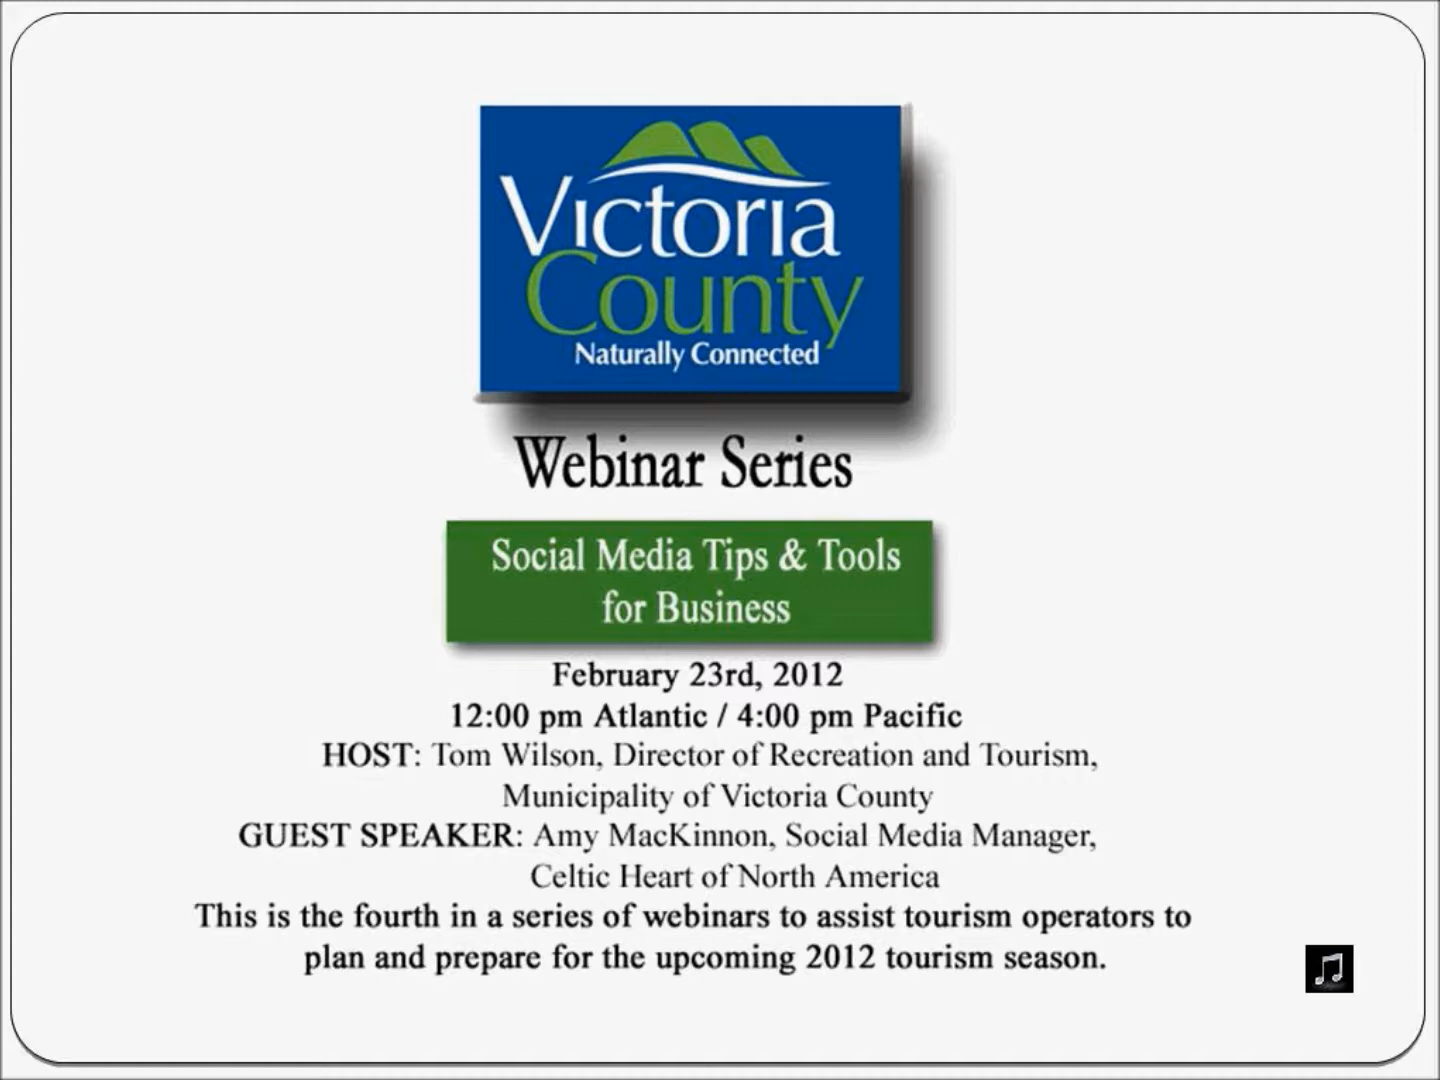 Victoria
County
Naturally Connected
Webinar Series
Social Media Tips & Tools
for Business
February 23rd, 2012
12:00 pm Atlantic / 4:00 pm Pacific
HOST: Tom Wilson, Director of Recreation and Tourism,
Municipality of Victoria County
GUEST SPEAKER: Amy MacKinnon, Social Media Manager,
Celtic Heart of North America
This is the fourth in a series of webinars to assist tourism operators to
plan and prepare for the upcoming 2012 tourism season.